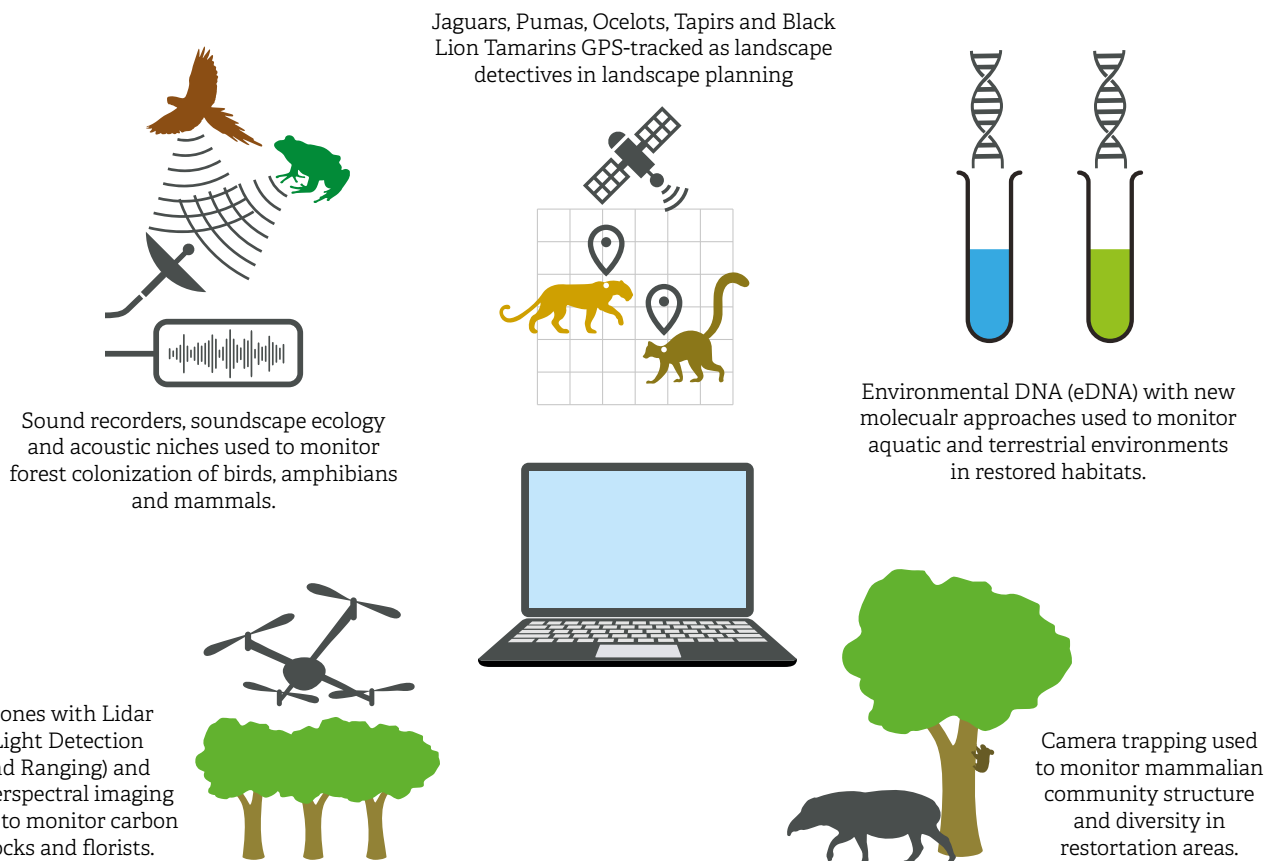 Jaguars, Pumas, Ocelots, Tapirs and Black
Lion Tamarins GPS-tracked as landscape
detectives in landscape planning
Sound recorders, soundscape ecology
and acoustic niches used to monitor
forest colonization of birds, amphibians
and mammals.
Environmental DNA (eDNA) with new
molecualr approaches used to monitor
aquatic and terrestrial environments
in restored habitats.
ones with Lidar
Light Detection
nd Ranging) and
erspectral imaging
to monitor carbon
ocks and florists.
Camera trapping used
to monitor mammalian
community structure
and diversity in
restortation areas.